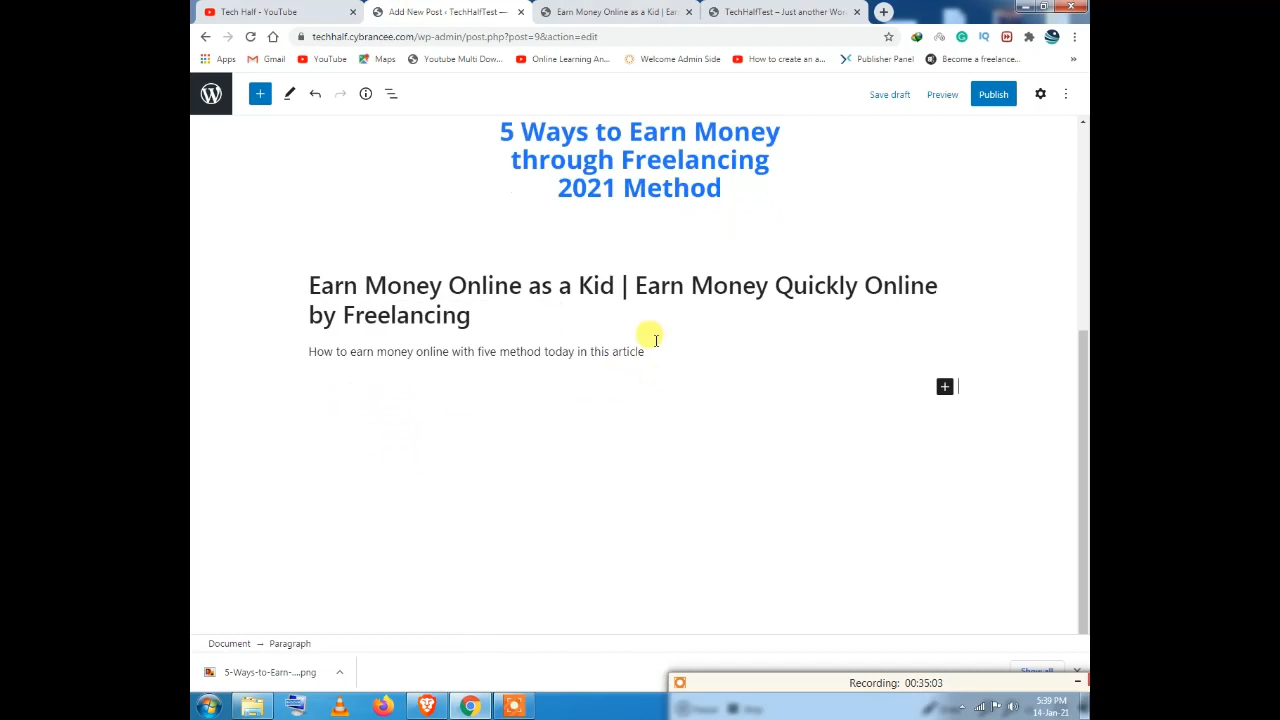 Tech Half - YouTube
Add New Post ‹ TechHalfTest —
Earn Money Online as a Kid | Ear
TechHalfTest – Just another Wor
techhalf.cybrancee.com/wp-admin/post.php?post=9&action=edit
Apps
Gmail
YouTube
Maps
Youtube Multi Dow...
Online Learning An...
Welcome Admin Side
How to create an a...
Publisher Panel
Become a freelance...
Save draft
Preview
Publish
5 Ways to Earn Money
through Freelancing
2021 Method
Earn Money Online as a Kid | Earn Money Quickly Online
by Freelancing
How to earn money online with five method today in this article
Document → Paragraph
5-Ways-to-Earn-....png
Show all
Recording: 00:35:03
5:39 PM
14-Jan-21